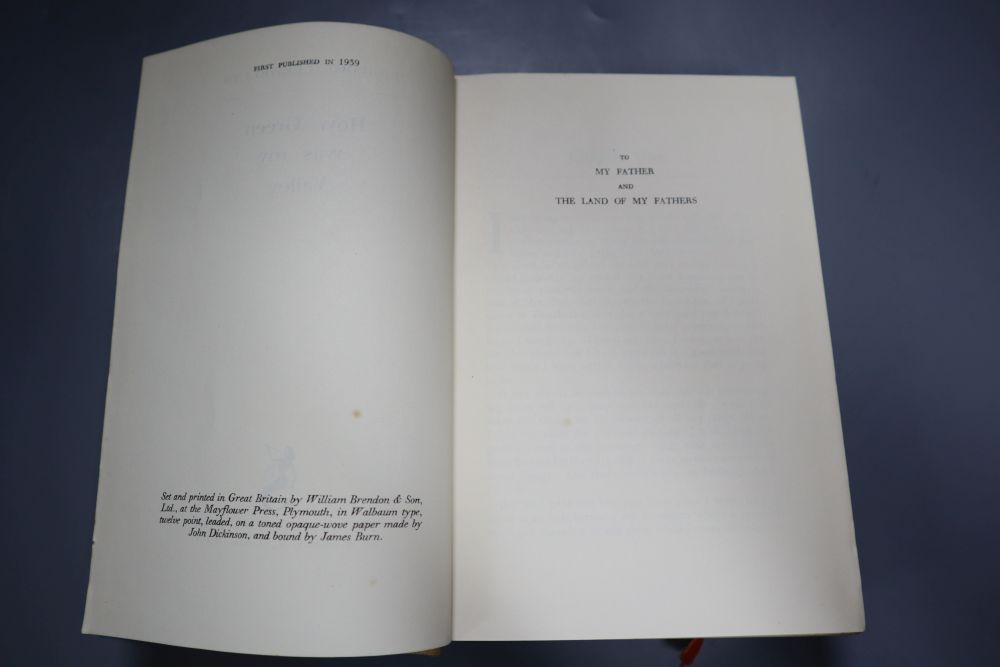 FIRST PUBLISHED IN 1939
Set and printed in Great Britain by William Brendon & Son,
Ltd., at the Mayflower Press, Plymouth, in Walbaum type,
twelve point, leaded, on a toned opaque-wove paper made by
John Dickinson, and bound by James Burn.
TO
MY FATHER
AND
THE LAND OF MY FATHERS